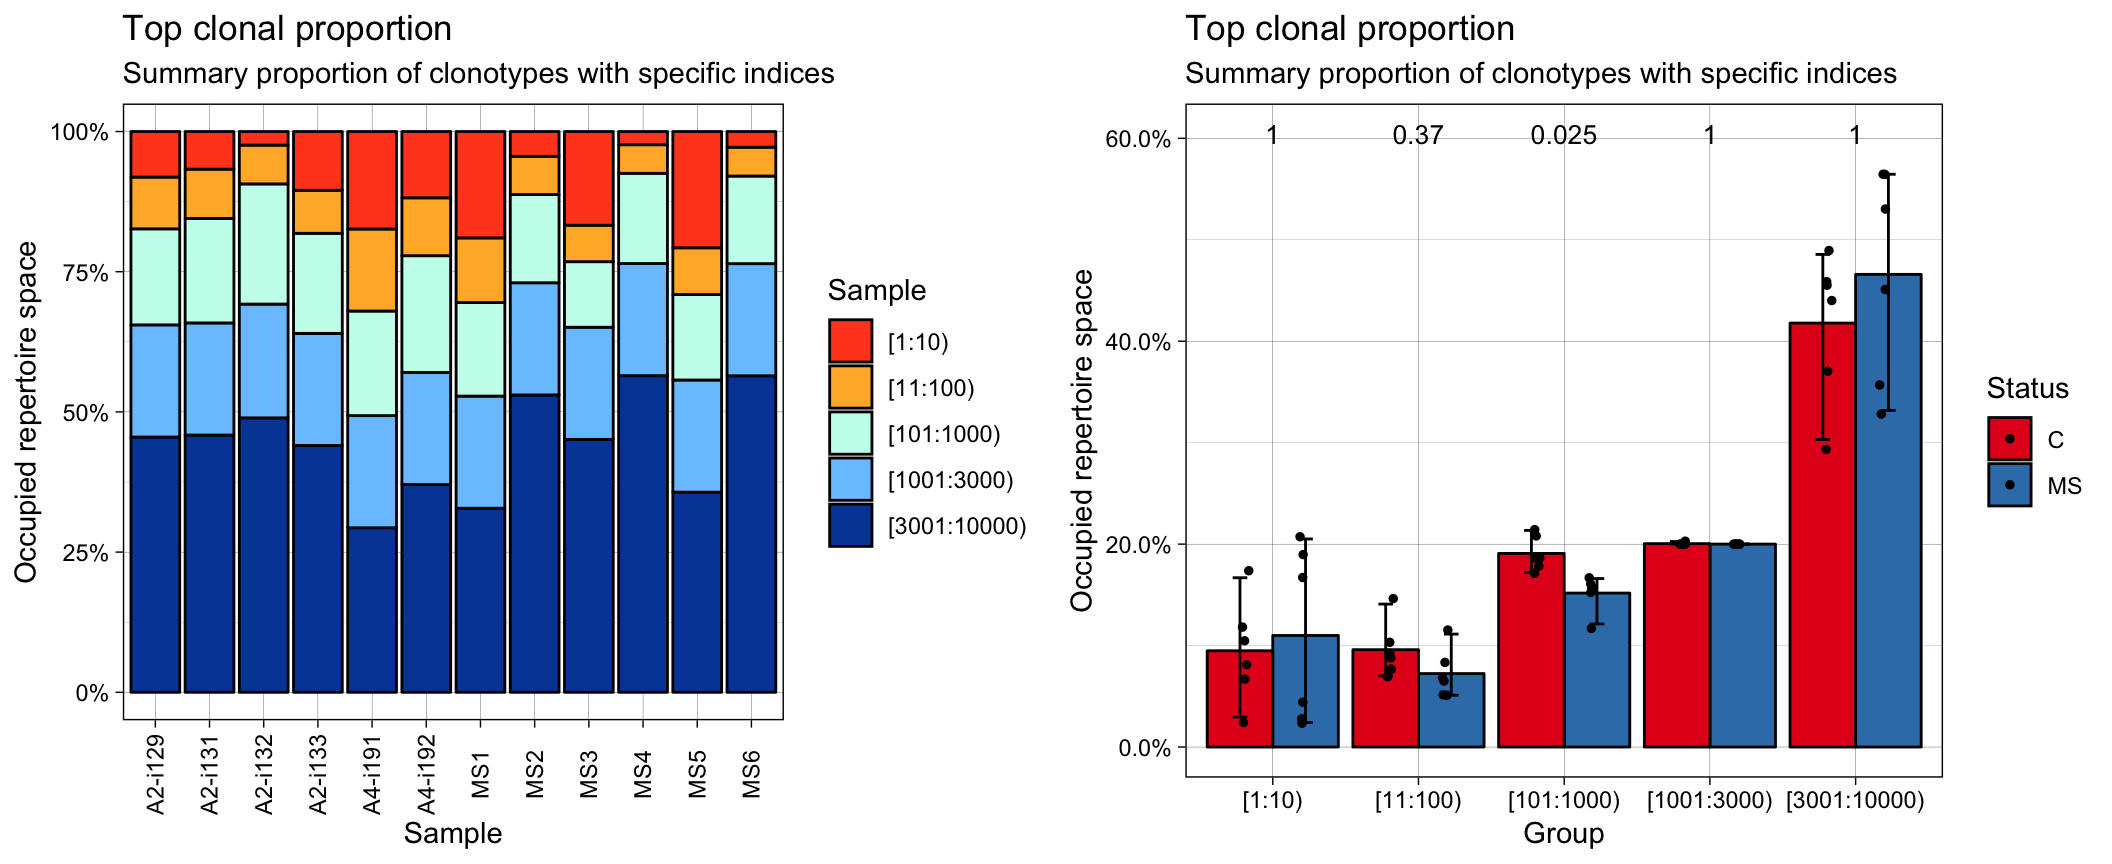 Top clonal proportion
Summary proportion of clonotypes with specific indices
Occupied repertoire space
100%
75%
50%
25%
0%
A2-i129
A2-i131
A2-i132
A2-i133
A4-i191
A4-i192
MS1
MS2
MS3
MS4
MS5
MS6
Sample
Sample
[1:10)
[11:100)
[101:1000)
[1001:3000)
[3001:10000)
Top clonal proportion
Summary proportion of clonotypes with specific indices
Occupied repertoire space
60.0%
40.0%
20.0%
0.0%
1 0.37 0.025 1 1
[1:10) [11:100) [101:1000) [1001:3000) [3001:10000)
Group
Status
C
MS